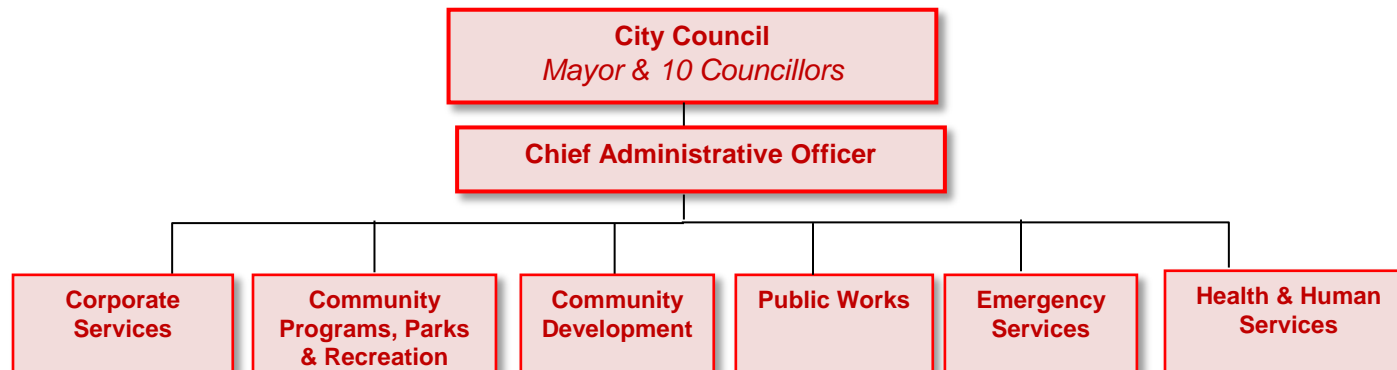 City Council
Mayor & 10 Councillors
Chief Administrative Officer
Corporate
Services
Community
Programs, Parks
& Recreation
Community
Development
Public Works
Emergency
Services
Health & Human
Services